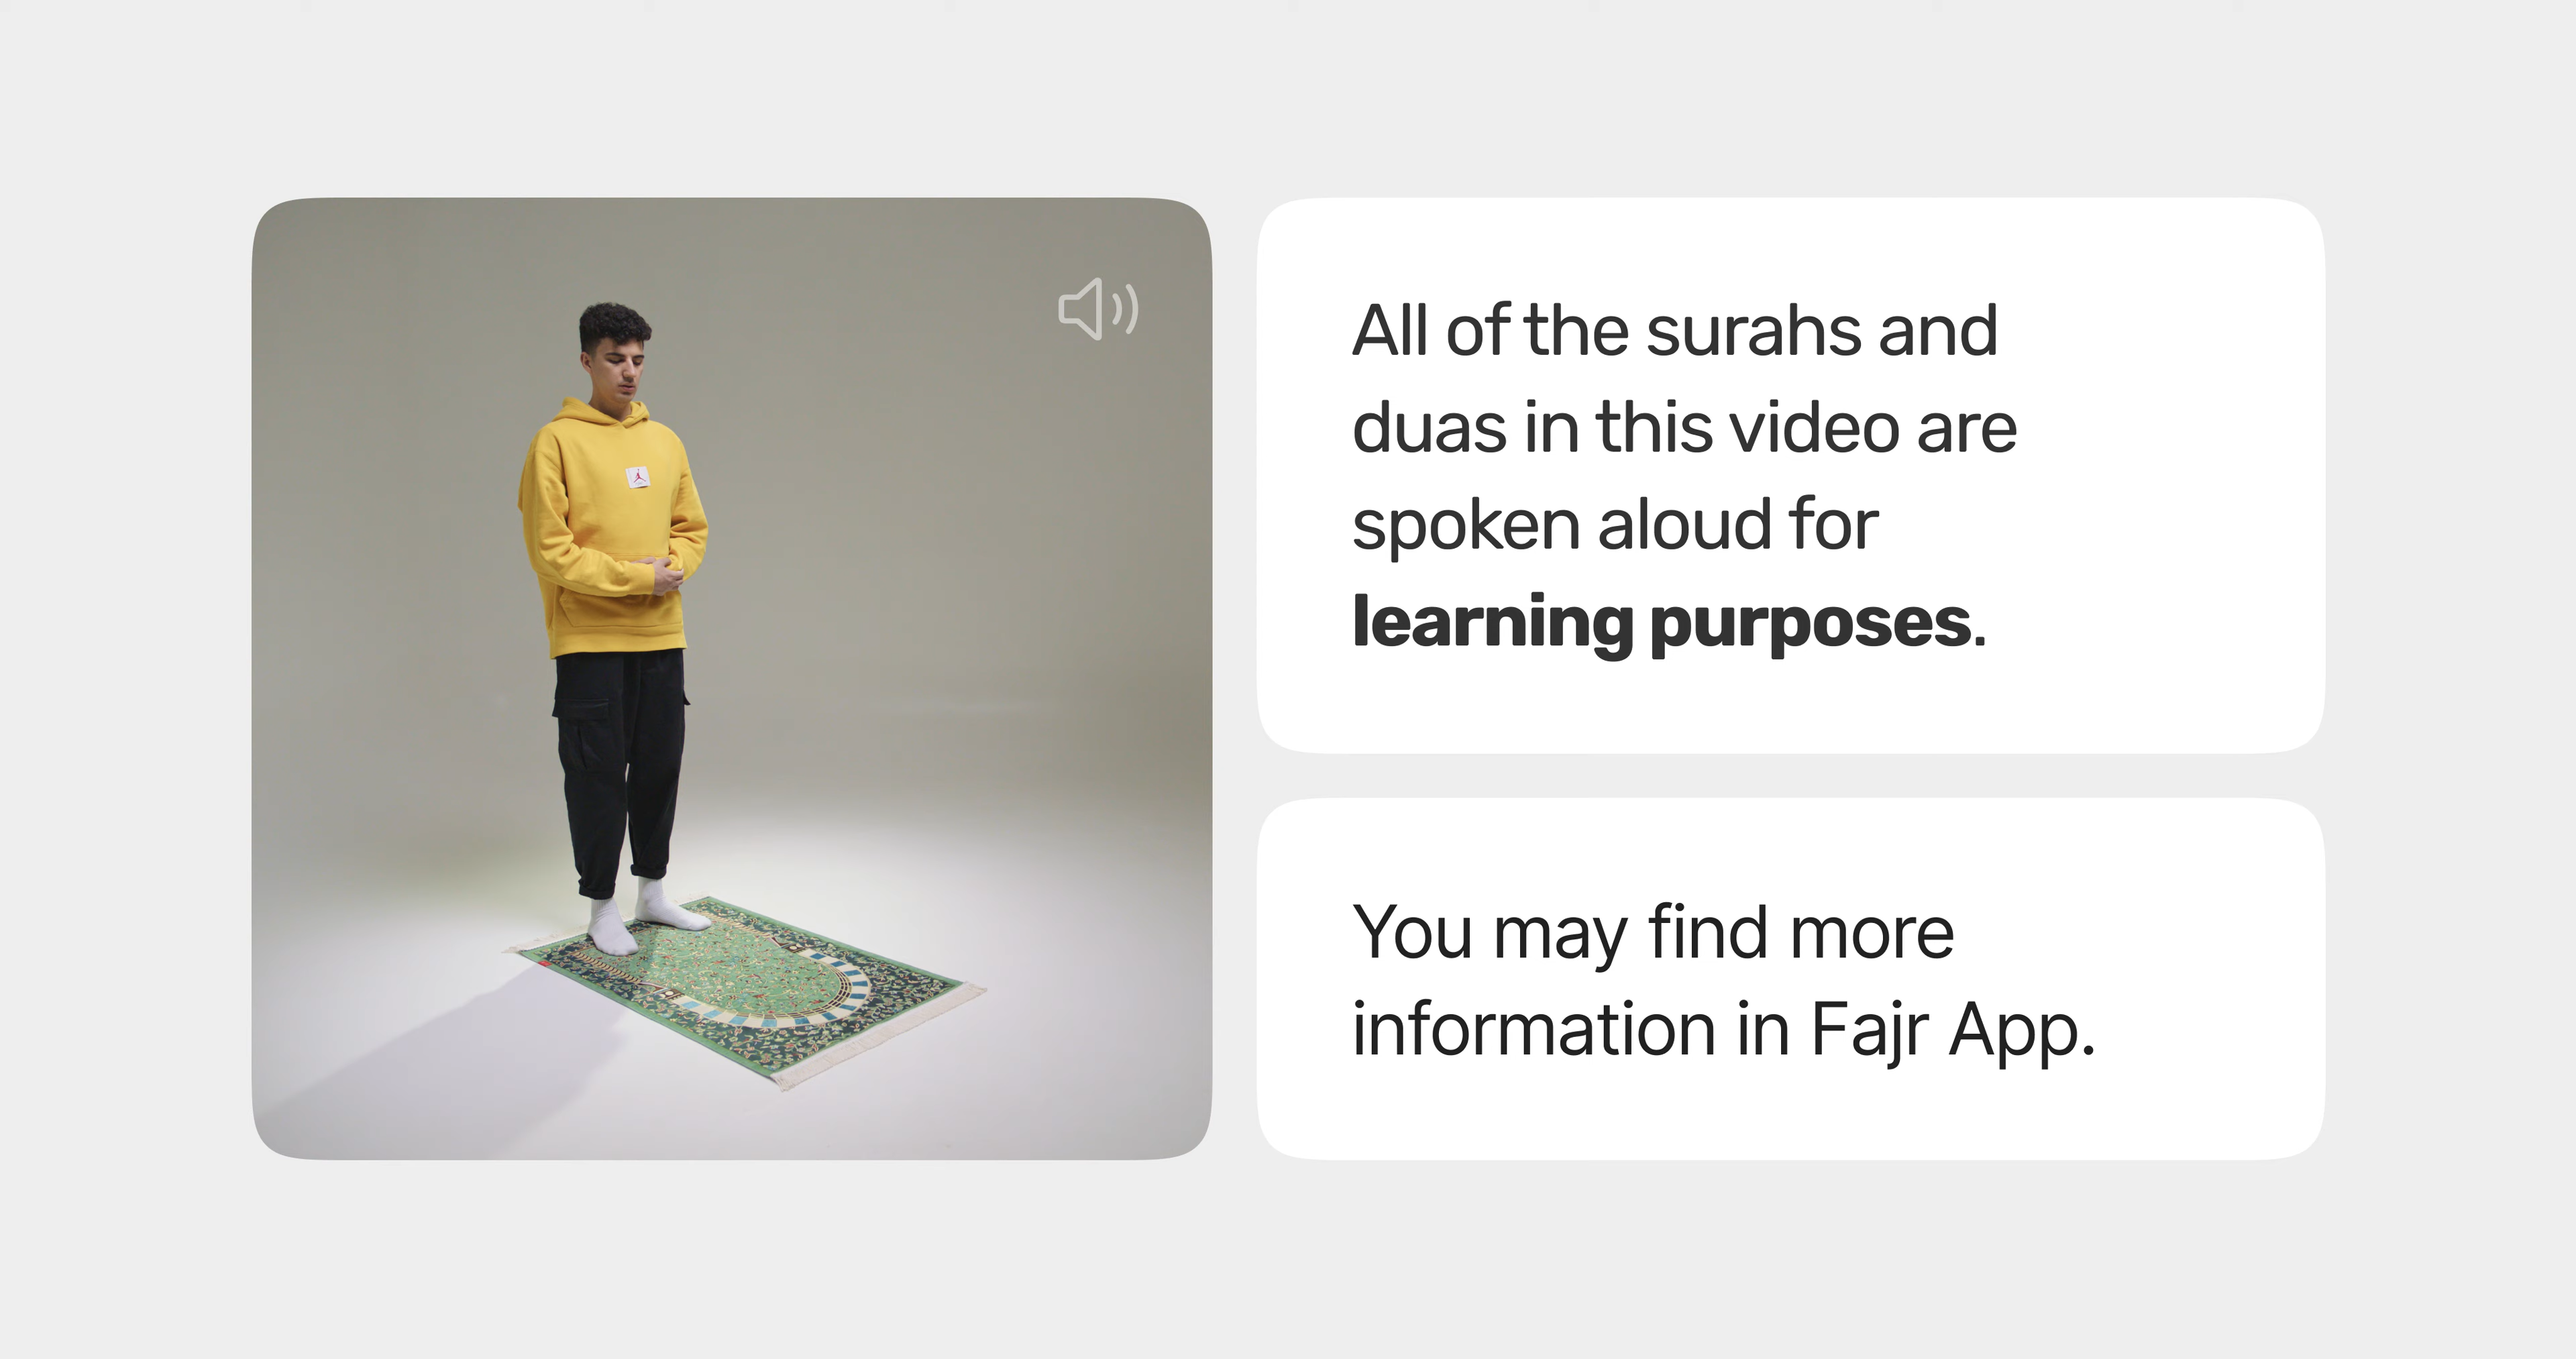 All of the surahs and
duas in this video are
spoken aloud for
learning purposes.
You may find more
information in Fajr App.